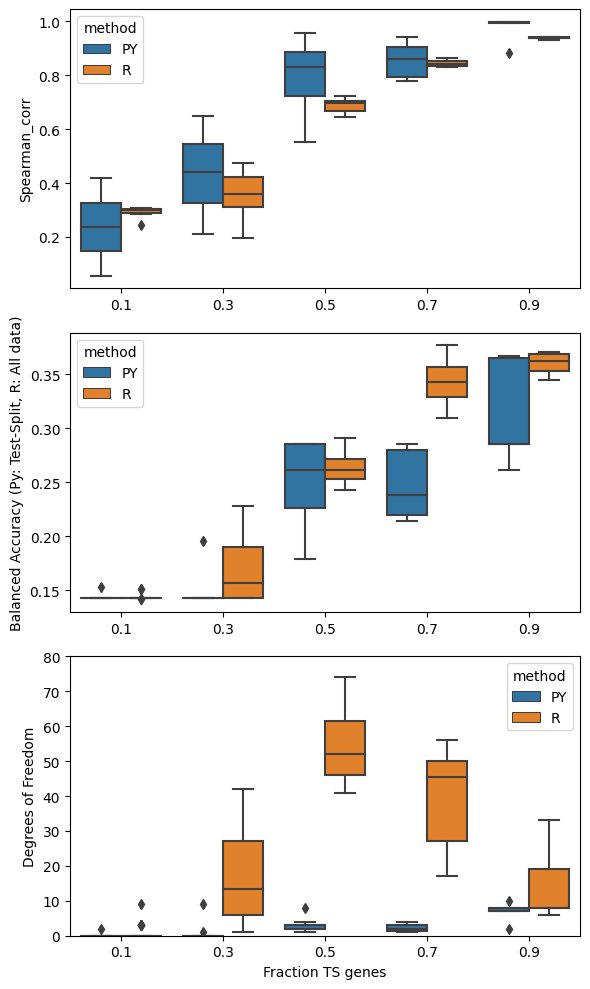 Spearman_corr
1.0
0.8
0.6
0.4
0.2
method
PY
R
0.1 0.3 0.5 0.7 0.9
Balanced Accuracy (Py: Test-split, R: All data)
0.35
0.30
0.25
0.20
0.15
method
PY
R
0.1 0.3 0.5 0.7 0.9
Degrees of Freedom
80
70
60
50
40
30
20
10
0
method
PY
R
0.1 0.3 0.5 0.7 0.9
Fraction TS genes